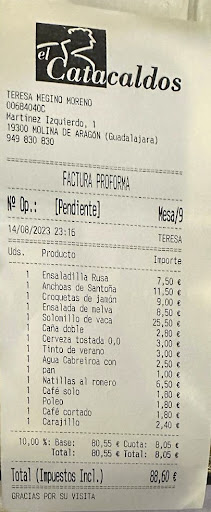 el
Catacaldos
TERESA MEGINO MORENO
00684040C
Martinez Izquierdo, 1
19300 MOLINA DE ARAGÓN (Guadalajara)
949 830 830
FACTURA PROFORMA
Nº Op.: [Pendiente] Mesa/9
14/08/2023 23:15 TERESA
Uds. Producto Importe
1 Ensaladilla Rusa 7,50 €
1 Anchoas de Santoña 11,50 €
1 Croquetas de jamón 9,00 €
1 Ensalada de melva 8,50 €
1 Solomillo de vaca 25,50 €
1 Caña doble 2,80 €
1 Cerveza tostada 0,0 3,00 €
1 Tinto de verano 3,00 €
1 Agua Cabreiroa con 2,50 €
1 pan 1,00 €
1 Natillas al romero 6,50 €
1 Café solo 1,60 €
1 Poleo 1,80 €
1 Café cortado 1,80 €
1 Carajillo 2,40 €
10,00 %: Base: 80,55 € Cuota: 8,05 €
Total: 80,55 € Total: 8,05 €
Total (Impuestos Incl.) 88,60 €
GRACIAS POR SU VISITA